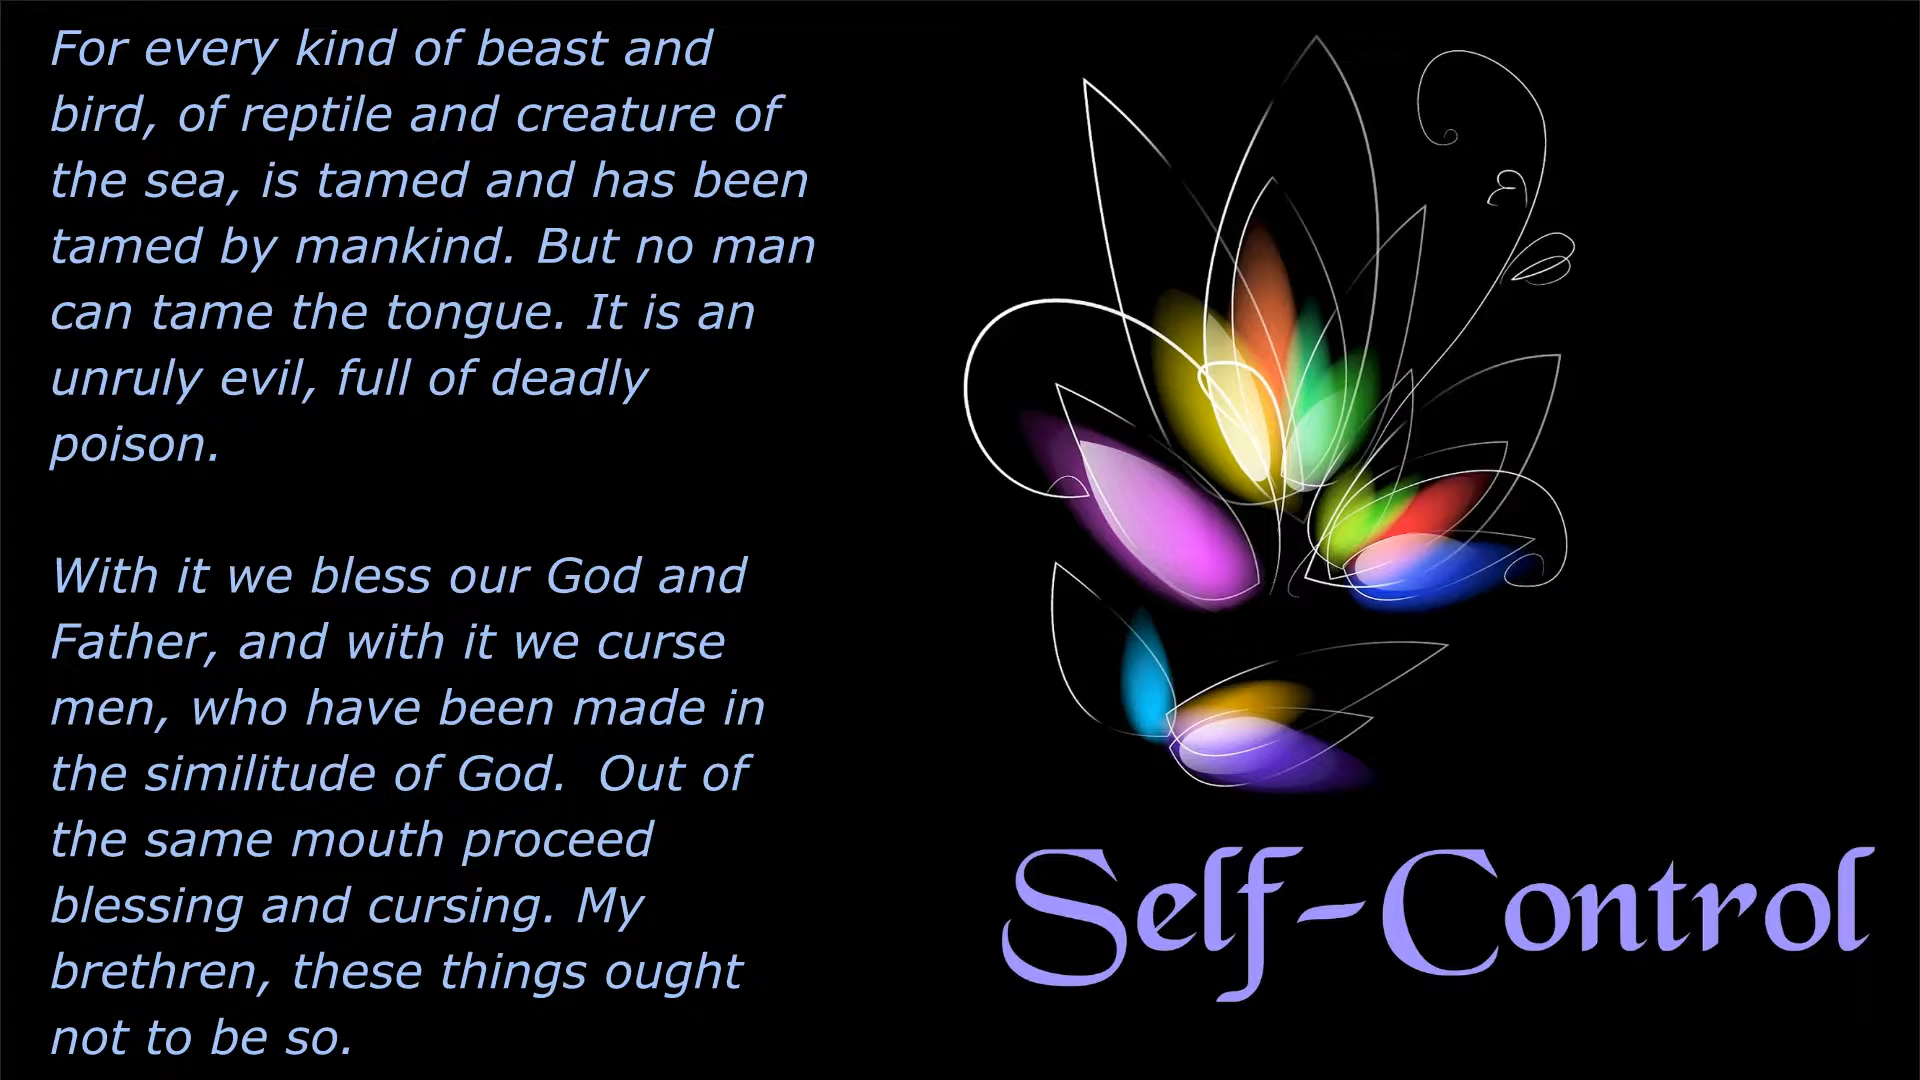 For every kind of beast and
bird, of reptile and creature of
the sea, is tamed and has been
tamed by mankind. But no man
can tame the tongue. It is an
unruly evil, full of deadly
poison.
With it we bless our God and
Father, and with it we curse
men, who have been made in
the similitude of God.  Out of
the same mouth proceed
blessing and cursing. My
brethren, these things ought
not to be so.
Self-Control